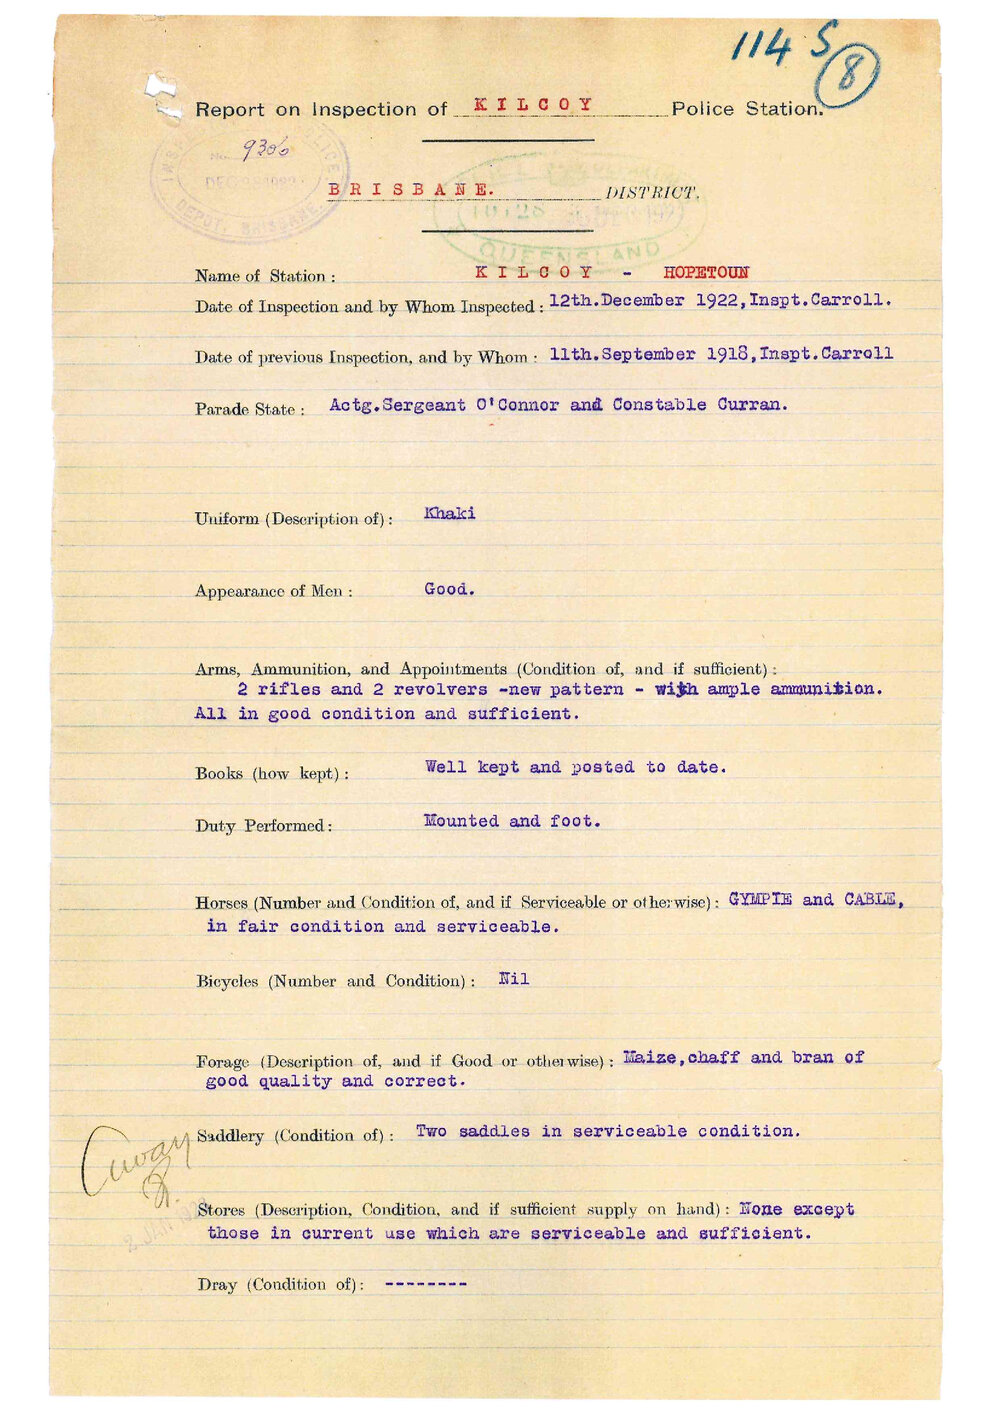 114 S
8
Report on Inspection of KILCOY Police Station.
No. 9306
BRISBANE. DISTRICT.
DEPOT, BRISBANE.
QUEENSLAND
Name of Station : KILCOY - HOPETOUN
Date of Inspection and by Whom Inspected : 12th.December 1922,Inspt.Carroll.
Date of previous Inspection, and by Whom : 11th.September 1918,Inspt.Carroll
Parade State : Actg.Sergeant O'Connor and Constable Curran.
Uniform (Description of) : Khaki
Appearance of Men : Good.
Arms, Ammunition, and Appointments (Condition of, and if sufficient) :
2 rifles and 2 revolvers -new pattern - with ample ammunition.
All in good condition and sufficient.
Books (how kept) : Well kept and posted to date.
Duty Performed : Mounted and foot.
Horses (Number and Condition of, and if Serviceable or otherwise) : GYMPIE and CABLE,
in fair condition and serviceable.
Bicycles (Number and Condition) : Nil
Forage (Description of, and if Good or otherwise) : Maize,chaff and bran of
good quality and correct.
Saddlery (Condition of) : Two saddles in serviceable condition.
Away
Stores (Description, Condition, and if sufficient supply on hand) : None except
those in current use which are serviceable and sufficient.
Dray (Condition of) : --------